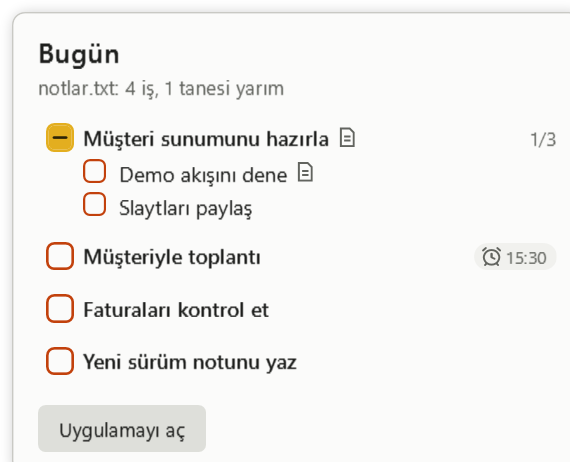 Bugün
notlar.txt: 4 iş, 1 tanesi yarım
Müşteri sunumunu hazırla 1/3
Demo akışını dene
Slaytları paylaş
Müşteriyle toplantı 15:30
Faturaları kontrol et
Yeni sürüm notunu yaz
Uygulamayı aç